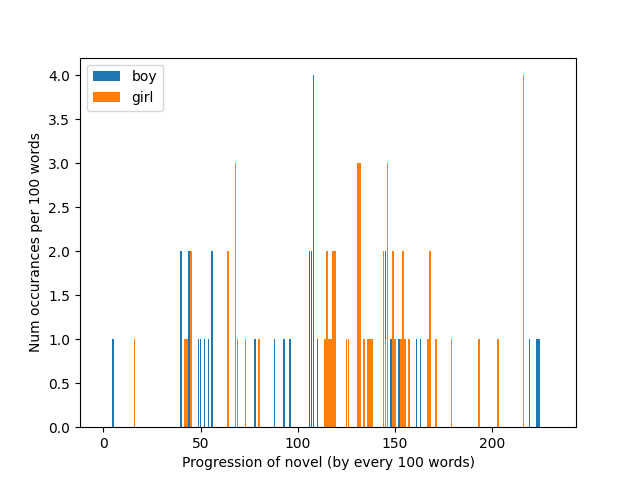 boy
girl
4.0
3.5
3.0
2.5
2.0
1.5
1.0
0.5
0.0
Num occurances per 100 words
0 50 100 150 200
Progression of novel (by every 100 words)